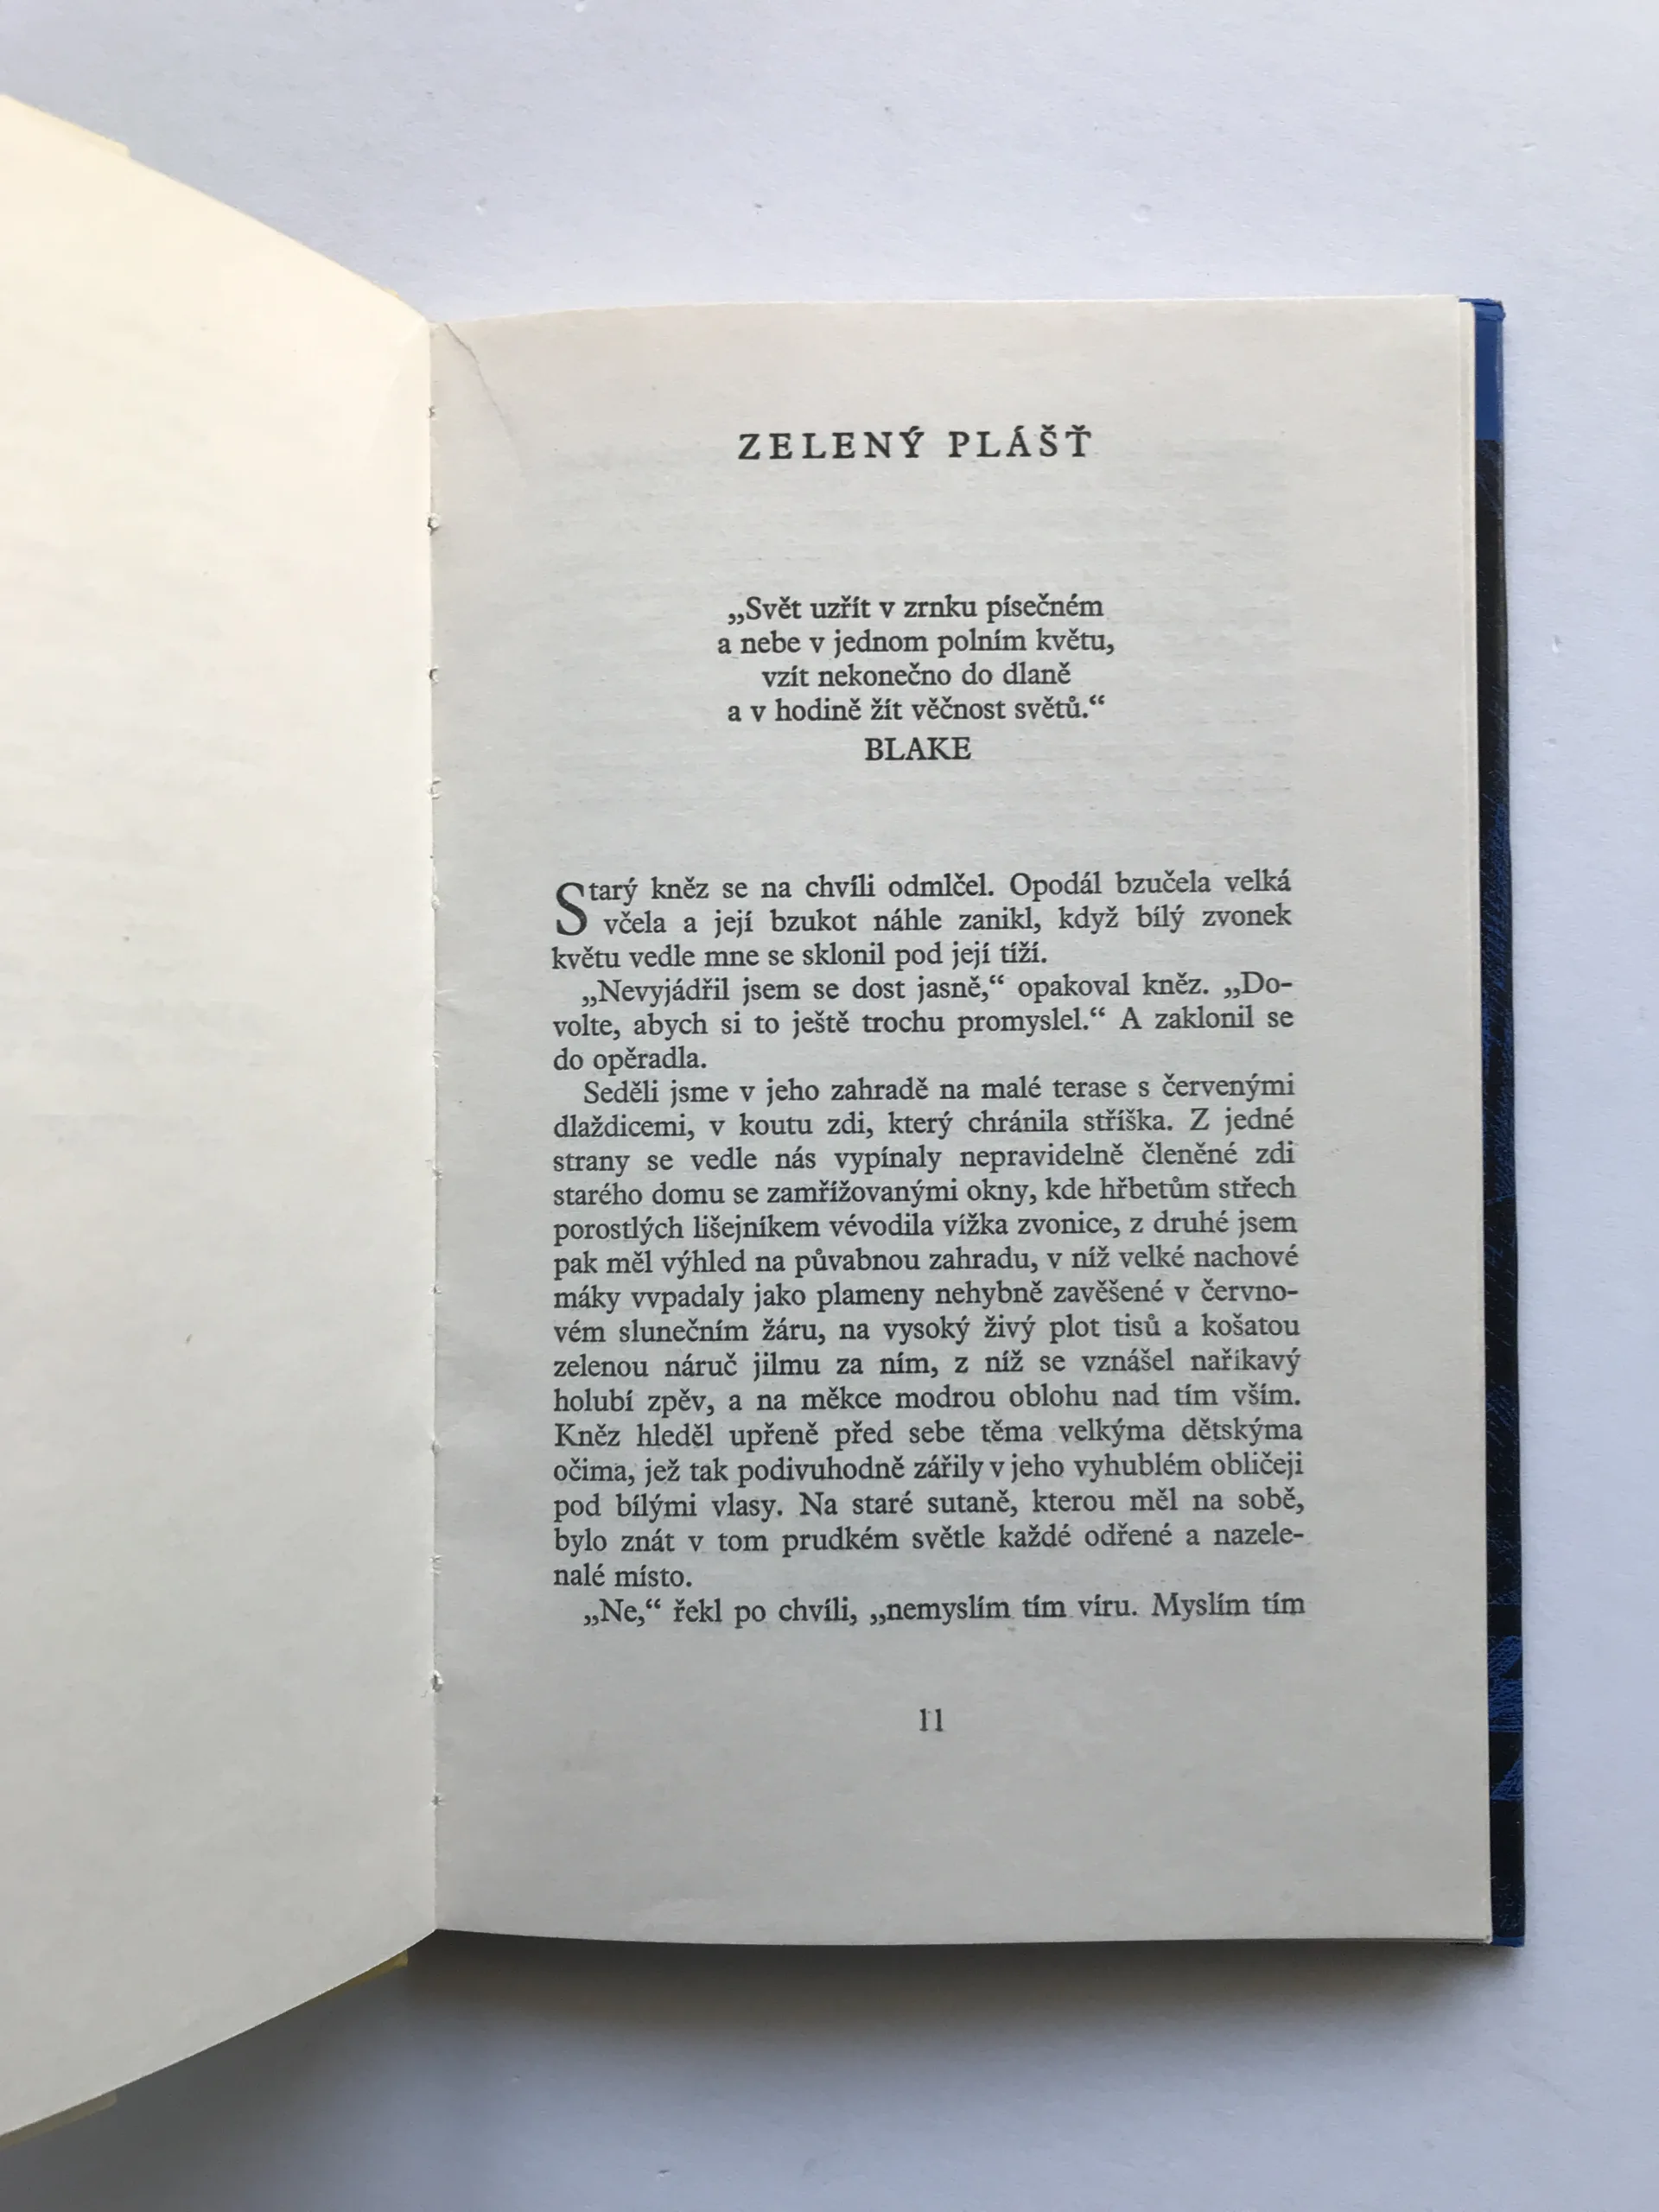 ZELENÝ PLÁŠŤ
„Svět uzřít v zrnku písečném
a nebe v jednom polním květu,
vzít nekonečno do dlaně
a v hodině žít věčnost světů.“
BLAKE
Starý kněz se na chvíli odmlčel. Opodál bzučela velká
včela a její bzukot náhle zanikl, když bílý zvonek
květu vedle mne se sklonil pod její tíží.
„Nevyjádřil jsem se dost jasně,“ opakoval kněz. „Do-
volte, abych si to ještě trochu promyslel.“ A zaklonil se
do opěradla.
Seděli jsme v jeho zahradě na malé terase s červenými
dlaždicemi, v koutu zdi, který chránila stříška. Z jedné
strany se vedle nás vypínaly nepravidelně členěné zdi
starého domu se zamřížovanými okny, kde hřbetům střech
porostlých lišejníkem vévodila vížka zvonice, z druhé jsem
pak měl výhled na půvabnou zahradu, v níž velké nachové
máky vvpadaly jako plameny nehybně zavěšené v červno-
vém slunečním žáru, na vysoký živý plot tisů a košatou
zelenou náruč jilmu za ním, z níž se vznášel naříkavý
holubí zpěv, a na měkce modrou oblohu nad tím vším.
Kněz hleděl upřeně před sebe těma velkýma dětskýma
očima, jež tak podivuhodně zářily v jeho vyhublém obličeji
pod bílými vlasy. Na staré sutaně, kterou měl na sobě,
bylo znát v tom prudkém světle každé odřené a nazele-
nalé místo.
„Ne,“ řekl po chvíli, „nemyslím tím víru. Myslím tím
11